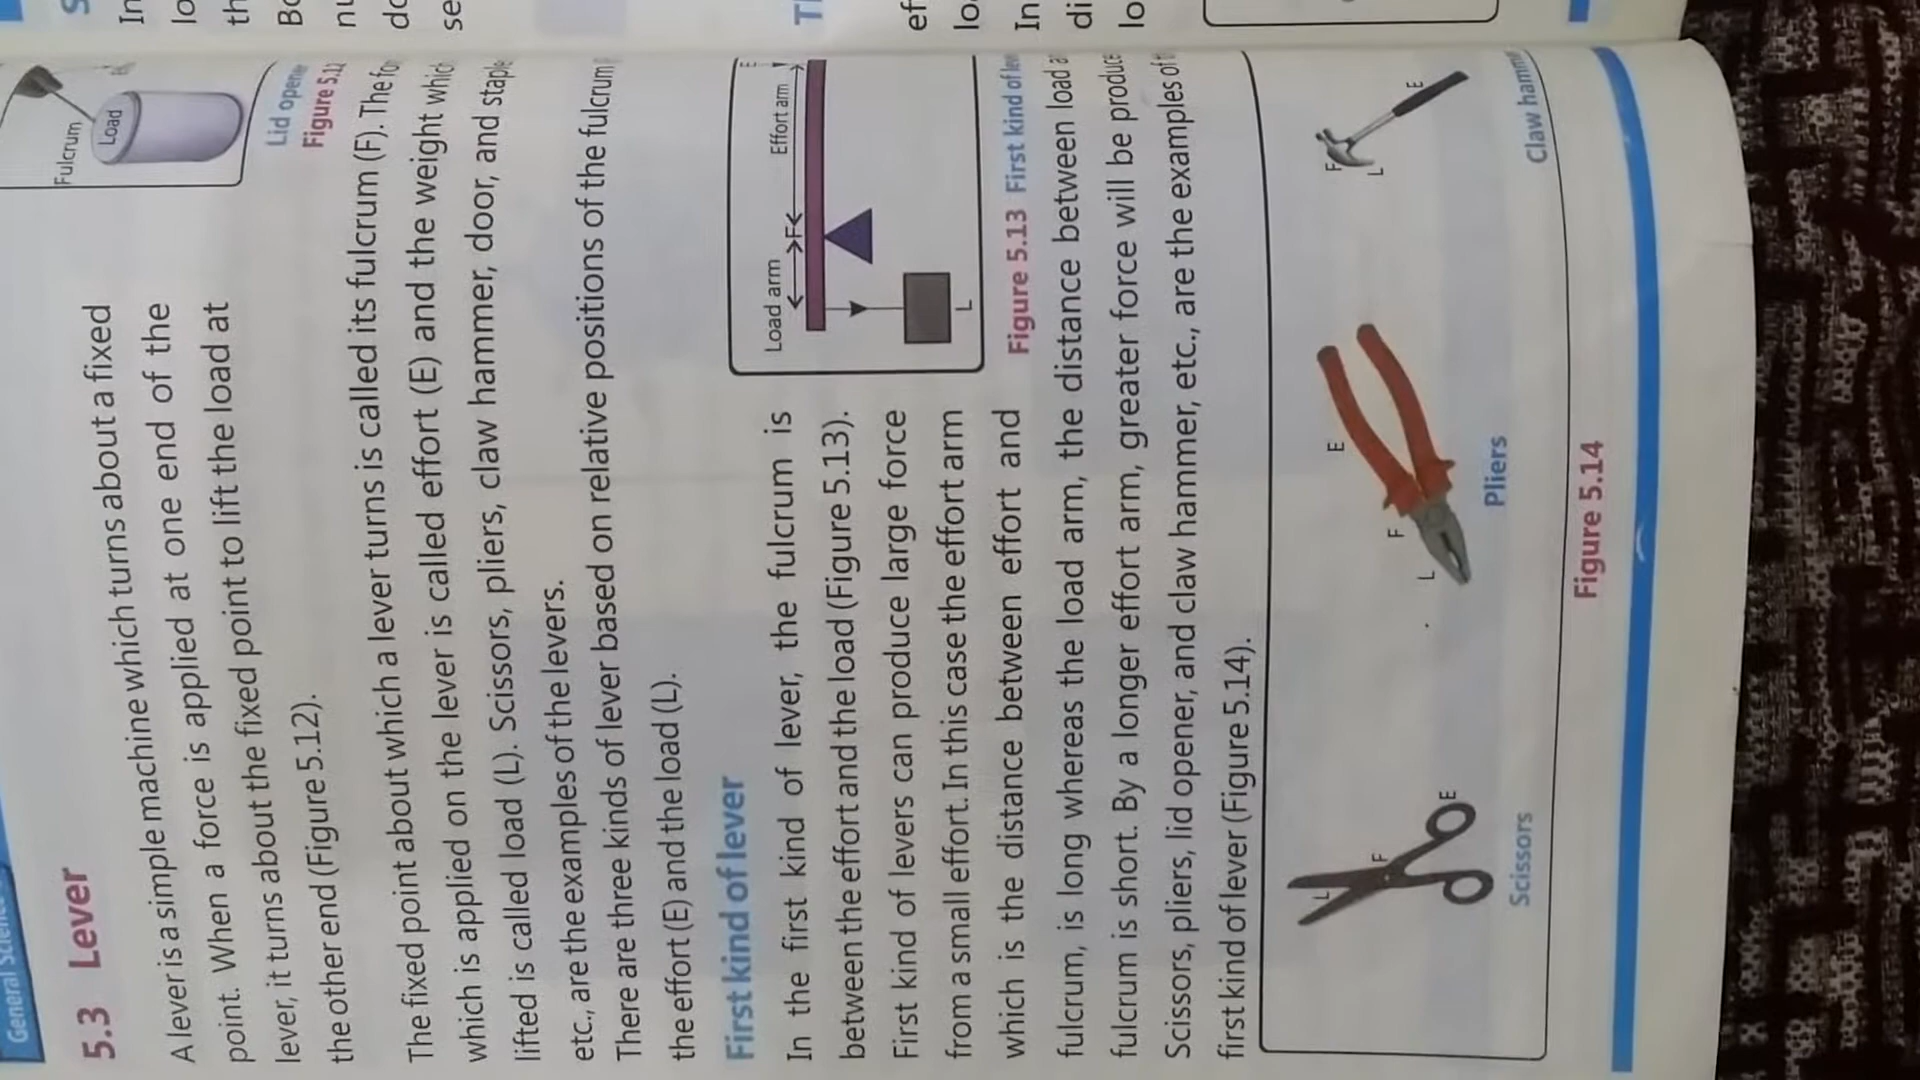 General Science
5.3 Lever
A lever is a simple machine which turns about a fixed
point. When a force is applied at one end of the
lever, it turns about the fixed point to lift the load at
the other end (Figure 5.12).
Fulcrum
Load
Lid opener
Figure 5.12
The fixed point about which a lever turns is called its fulcrum (F). The
which is applied on the lever is called effort (E) and the weight which
lifted is called load (L). Scissors, pliers, claw hammer, door, and
etc., are the examples of the levers.
There are three kinds of lever based on relative positions of the fulcrum
the effort (E) and the load (L).
First kind of lever
In the first kind of lever, the fulcrum is
between the effort and the load (Figure 5.13).
First kind of levers can produce large force
from a small effort. In this case the effort arm
which is the distance between effort and
Load arm
Effort arm
F
E
L
Figure 5.13 First kind of
fulcrum, is long whereas the load arm, the distance between load
fulcrum is short. By a longer effort arm, greater force will be
Scissors, pliers, lid opener, and claw hammer, etc., are the examples of
first kind of lever (Figure 5.14).
L
F
E
Scissors
E
F
L
Pliers
F
L
E
Claw
Figure 5.14
In
lo
th
nu
se
ef
In
di
lo